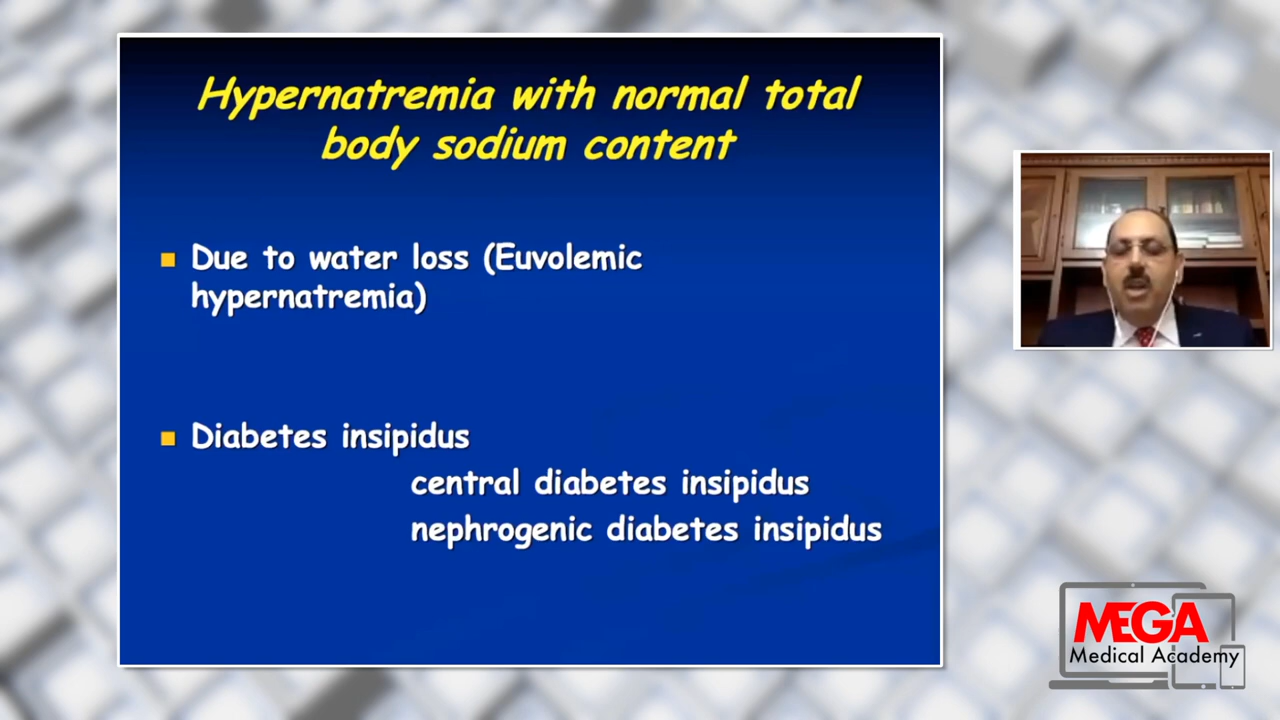 Hypernatremia with normal total
body sodium content
Due to water loss (Euvolemic
hypernatremia)
Diabetes insipidus
central diabetes insipidus
nephrogenic diabetes insipidus
MEGA
Medical Academy